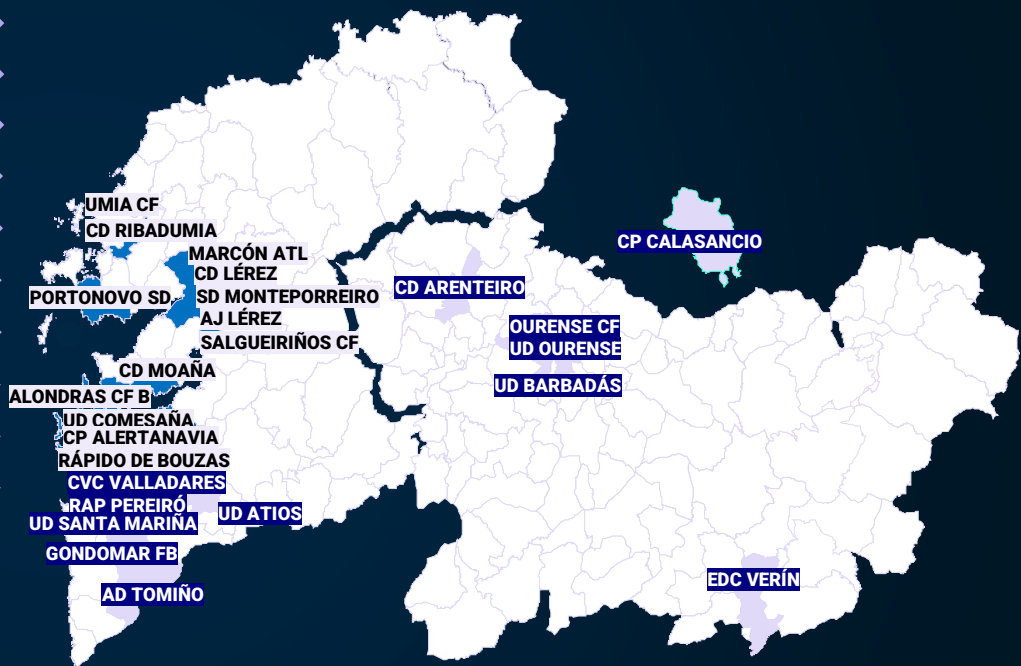 UMIA CF
CD RIBADUMIA
MARCÓN ATL
CD LÉREZ
PORTONOVO SD
SD MONTEPORREIRO
AJ LÉREZ
SALGUEIRIÑOS CF
CD MOAÑA
ALONDRAS CF B
UD COMESAÑA
CP ALERTANAVIA
RÁPIDO DE BOUZAS
CVC VALLADARES
RAP PEREIRÓ
UD ATIOS
UD SANTA MARIÑA
GONDOMAR FB
AD TOMIÑO
CP CALASANCIO
CD ARENTEIRO
OURENSE CF
UD OURENSE
UD BARBADÁS
EDC VERÍN